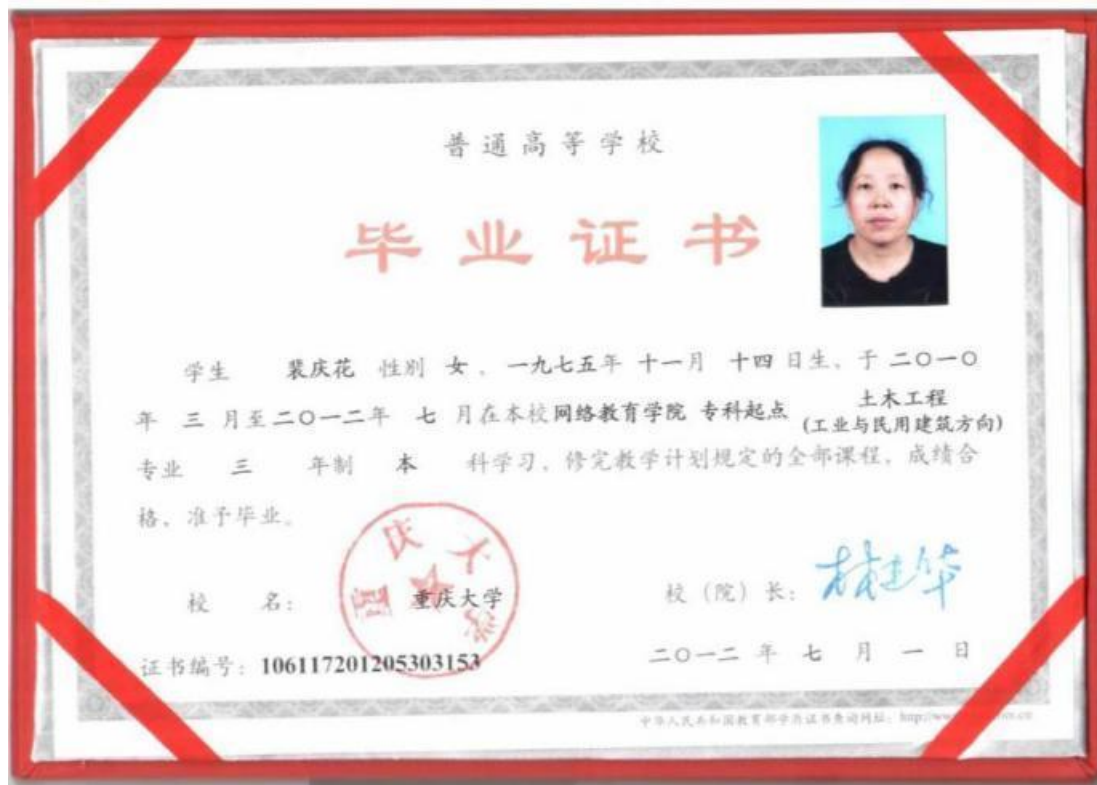 普通高等学校
毕业证书
学生 裴庆花 性别 女、一九七五年 十一月 十四 日生、于 二〇一〇
年 三 月至二〇一二年 七 月在本校网络教育学院 专科起点 土木工程
(工业与民用建筑方向)
专业 三 年制 本 科学习、修完教学计划规定的全部课程、成绩合
格、准予毕业。
重庆大学
校 名： 重庆大学 校（院）长：
证书编号：106117201205303153 二〇一二 年 七 月 一 日
中华人民共和国教育部学历证书查询网址：http://www.